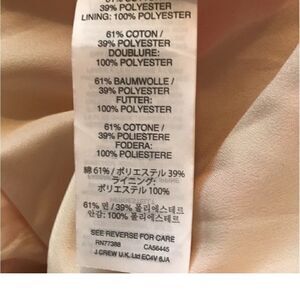 39% POLYESTER
LINING: 100% POLYESTER
61% COTON /
39% POLYESTER
DOUBLURE:
100% POLYESTER
61% BAUMWOLLE /
39% POLYESTER
FUTTER:
100% POLYESTER
61% COTONE /
39% POLIESTERE
FODERA:
100% POLIESTERE
綿 61% / ポリエステル 39%
ライニング:
ポリエステル 100%
61% 면 / 39% 폴리에스테르
안감: 100% 폴리에스테르
SEE REVERSE FOR CARE
RN77388 CA56445
J.CREW U.K. Ltd EC4V 6JA